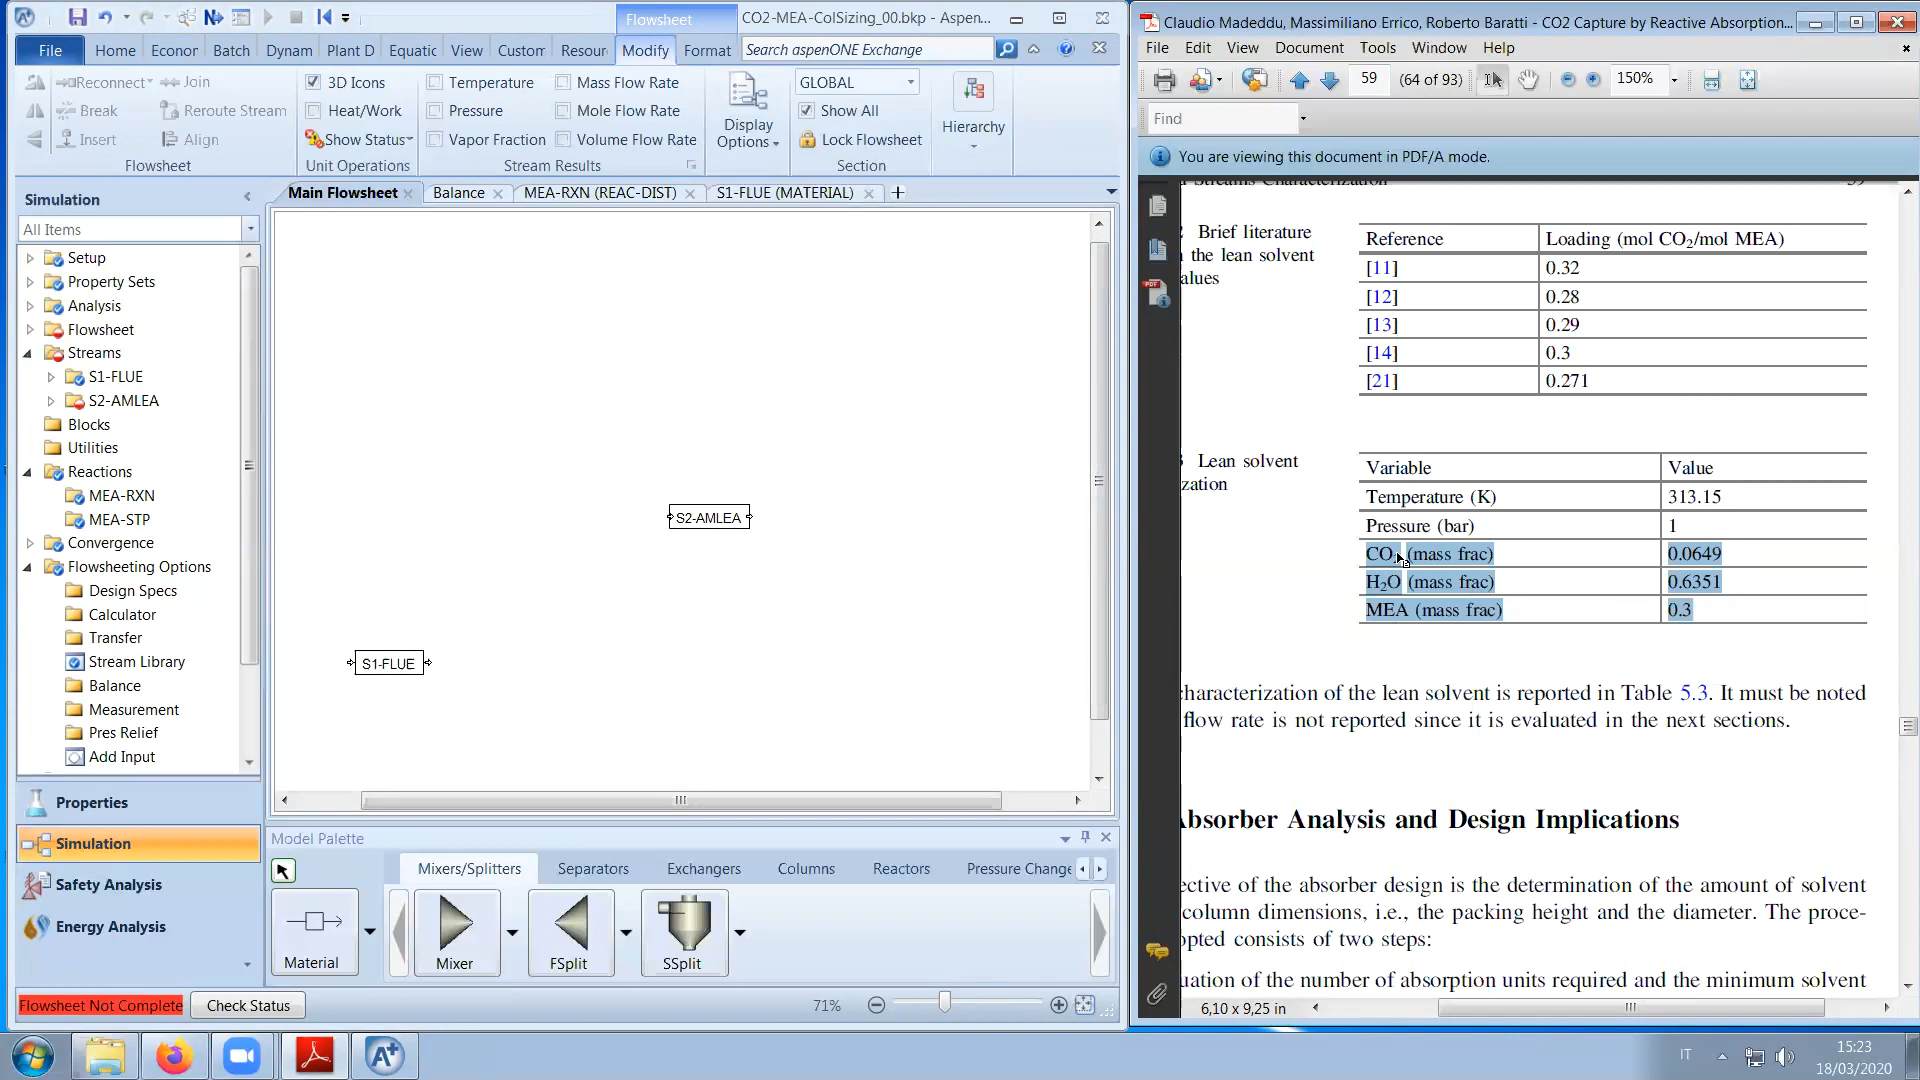 Flowsheet
CO2-MEA-ColSizing_00.bkp - Aspen...
File Home Econor Batch Dynam Plant D Equatic View Custom Resour Modify Format
Search aspenONE Exchange
Reconnect Join
Break Reroute Stream
Insert Align
Flowsheet
3D Icons
Heat/Work
Show Status
Unit Operations
Temperature Mass Flow Rate
Pressure Mole Flow Rate
Vapor Fraction Volume Flow Rate
Stream Results
Display
Options
GLOBAL
Show All
Lock Flowsheet
Section
Hierarchy
Simulation
All Items
Setup
Property Sets
Analysis
Flowsheet
Streams
S1-FLUE
S2-AMLEA
Blocks
Utilities
Reactions
MEA-RXN
MEA-STP
Convergence
Flowsheeting Options
Design Specs
Calculator
Transfer
Stream Library
Balance
Measurement
Pres Relief
Add Input
Properties
Simulation
Safety Analysis
Energy Analysis
Main Flowsheet Balance MEA-RXN (REAC-DIST) S1-FLUE (MATERIAL)
S2-AMLEA
S1-FLUE
Model Palette
Mixers/Splitters Separators Exchangers Columns Reactors Pressure Change
Material
Mixer FSplit SSplit
Flowsheet Not Complete Check Status
71%
Claudio Madeddu, Massimiliano Errico, Roberto Baratti - CO2 Capture by Reactive Absorption...
File Edit View Document Tools Window Help
59 (64 of 93) 150%
Find
You are viewing this document in PDF/A mode.
d Streams Characterization 59
2 Brief literature
the lean solvent
alues
Reference Loading (mol CO₂/mol MEA)
[11] 0.32
[12] 0.28
[13] 0.29
[14] 0.3
[21] 0.271
3 Lean solvent
zation
Variable Value
Temperature (K) 313.15
Pressure (bar) 1
CO₂ (mass frac) 0.0649
H₂O (mass frac) 0.6351
MEA (mass frac) 0.3
characterization of the lean solvent is reported in Table 5.3. It must be noted
flow rate is not reported since it is evaluated in the next sections.
Absorber Analysis and Design Implications
ective of the absorber design is the determination of the amount of solvent
column dimensions, i.e., the packing height and the diameter. The proce-
opted consists of two steps:
uation of the number of absorption units required and the minimum solvent
6,10 x 9,25 in
IT
15:23
18/03/2020